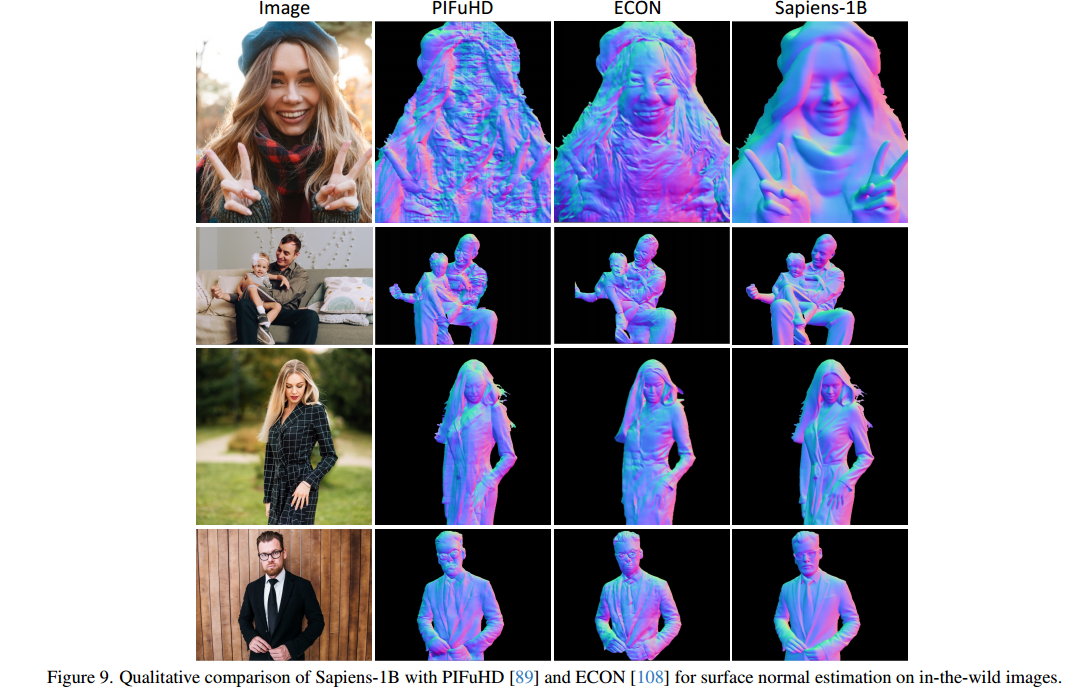 Image PIFuHD ECON Sapiens-1B
Figure 9. Qualitative comparison of Sapiens-1B with PIFuHD [89] and ECON [108] for surface normal estimation on in-the-wild images.